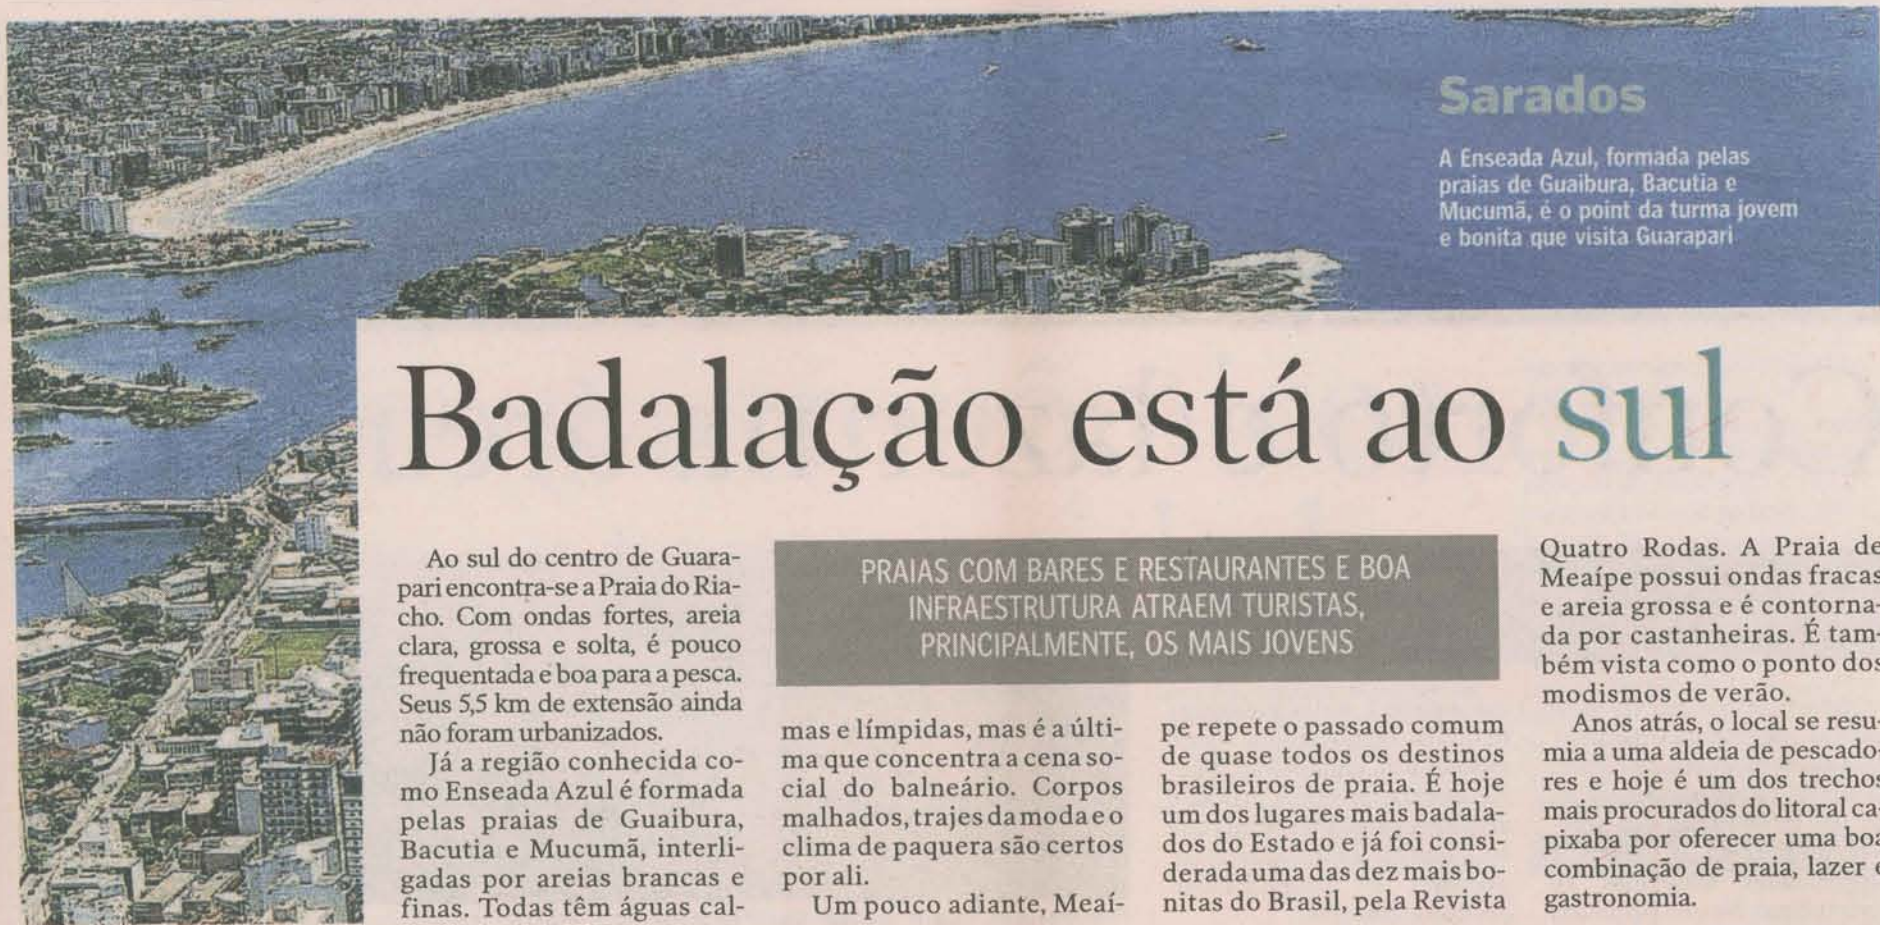 Sarados
A Enseada Azul, formada pelas
praias de Guaibura, Bacutia e
Mucumã, é o point da turma jovem
e bonita que visita Guarapari
Badalação está ao sul
Ao sul do centro de Guara-
pari encontra-se a Praia do Ria-
cho. Com ondas fortes, areia
clara, grossa e solta, é pouco
frequentada e boa para a pesca.
Seus 5,5 km de extensão ainda
não foram urbanizados.
Já a região conhecida co-
mo Enseada Azul é formada
pelas praias de Guaibura,
Bacutia e Mucumã, interli-
gadas por areias brancas e
finas. Todas têm águas cal-
PRAIAS COM BARES E RESTAURANTES E BOA
INFRAESTRUTURA ATRAEM TURISTAS,
PRINCIPALMENTE, OS MAIS JOVENS
mas e límpidas, mas é a últi-
ma que concentra a cena so-
cial do balneário. Corpos
malhados, trajes da moda e o
clima de paquera são certos
por ali.
Um pouco adiante, Meaí-
pe repete o passado comum
de quase todos os destinos
brasileiros de praia. É hoje
um dos lugares mais badala-
dos do Estado e já foi consi-
derada uma das dez mais bo-
nitas do Brasil, pela Revista
Quatro Rodas. A Praia de
Meaípe possui ondas fracas
e areia grossa e é contorna-
da por castanheiras. É tam-
bém vista como o ponto dos
modismos de verão.
Anos atrás, o local se resu-
mia a uma aldeia de pescado-
res e hoje é um dos trechos
mais procurados do litoral ca-
pixaba por oferecer uma boa
combinação de praia, lazer e
gastronomia.